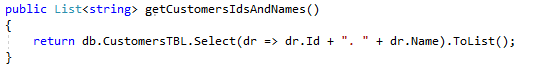 public List<string> getCustomersIdsAndNames()
{
return db.CustomersTBL.Select(dr => dr.Id + ". " + dr.Name).ToList();
}